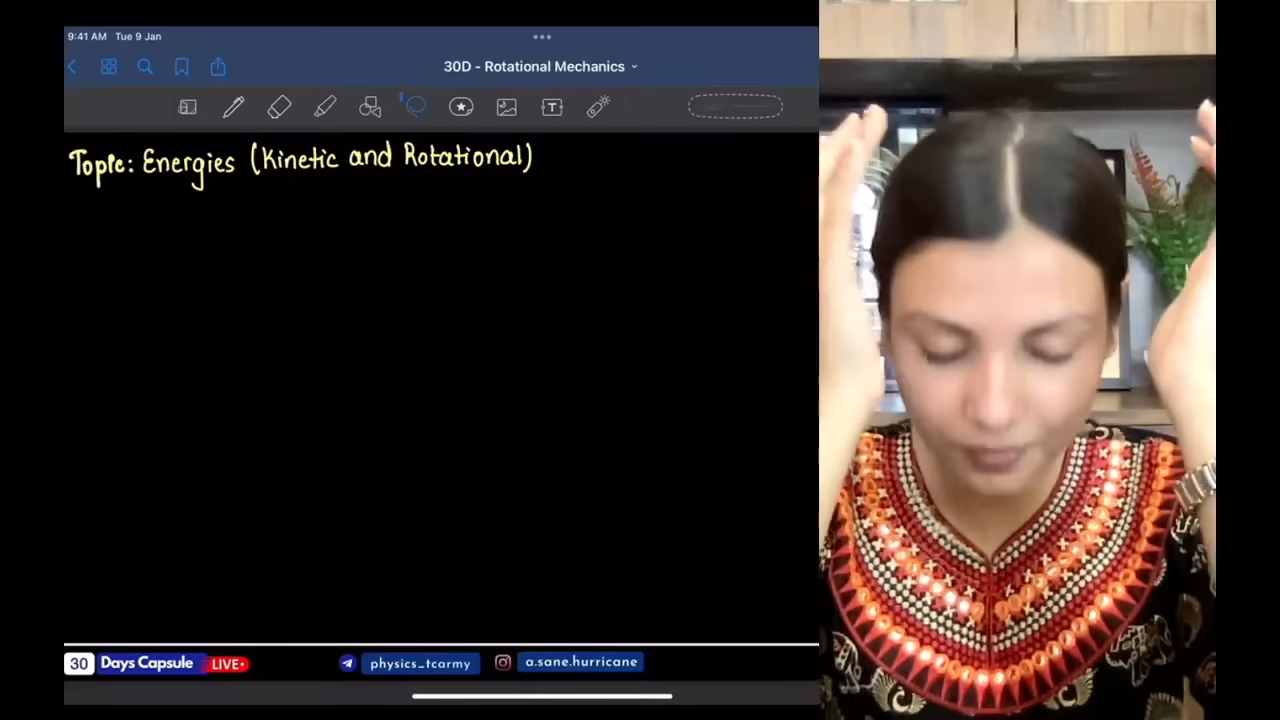 9:41 AM Tue 9 Jan
30D - Rotational Mechanics
T
Topic: Energies (Kinetic and Rotational)
30 Days Capsule LIVE
physics_tcarmy
a.sane.hurricane